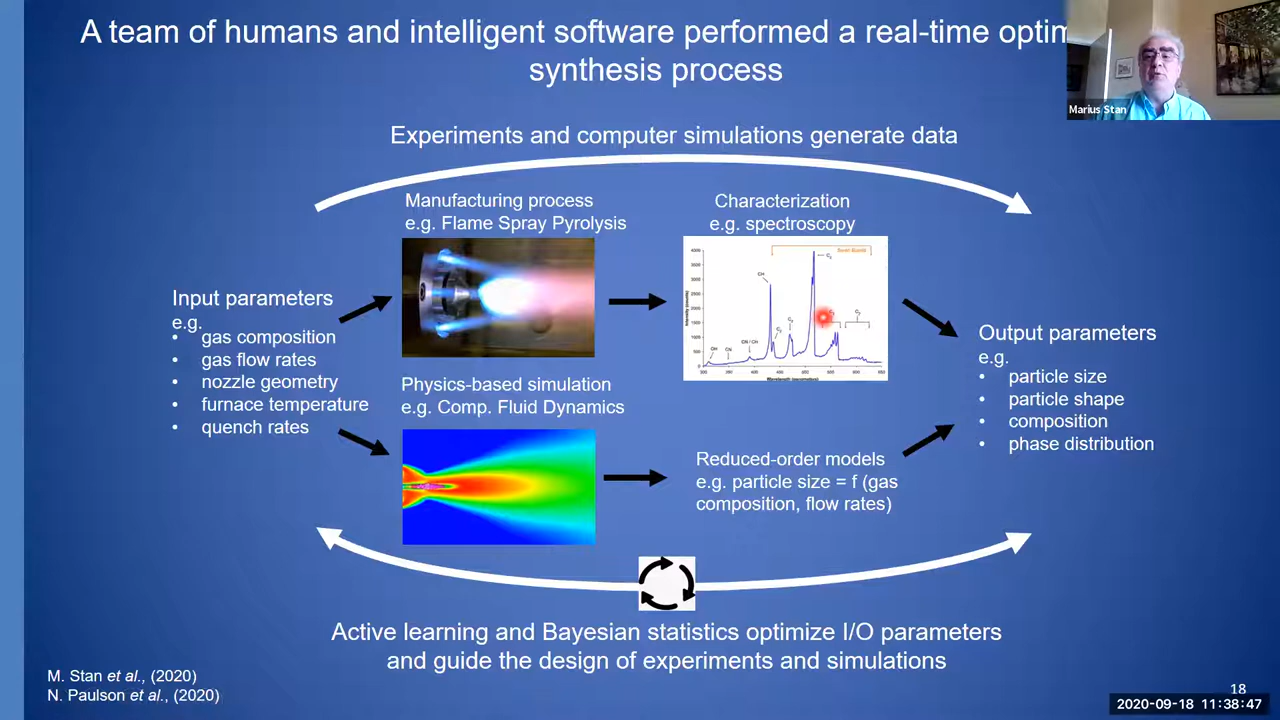 A team of humans and intelligent software performed a real-time
synthesis process
Marius Stan
Experiments and computer simulations generate data
Manufacturing process
e.g. Flame Spray Pyrolysis
Characterization
e.g. spectroscopy
Input parameters
e.g.
• gas composition
• gas flow rates
• nozzle geometry
• furnace temperature
• quench rates
Physics-based simulation
e.g. Comp. Fluid Dynamics
Reduced-order models
e.g. particle size = f (gas
composition, flow rates)
Output parameters
e.g.
• particle size
• particle shape
• composition
• phase distribution
Active learning and Bayesian statistics optimize I/O parameters
and guide the design of experiments and simulations
M. Stan et al., (2020)
N. Paulson et al., (2020)
18
2020-09-18 11:38:47